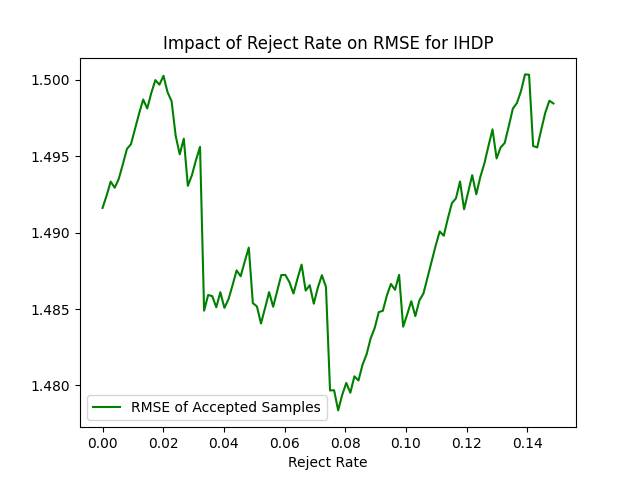 Impact of Reject Rate on RMSE for IHDP
1.500
1.495
1.490
1.485
1.480
RMSE of Accepted Samples
0.00 0.02 0.04 0.06 0.08 0.10 0.12 0.14
Reject Rate